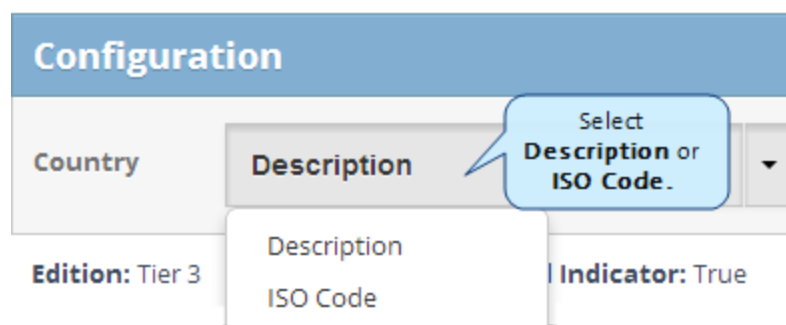 Configuration
Select
Description or
ISO Code.
Country
Description
Description
ISO Code
Edition: Tier 3
Indicator: True